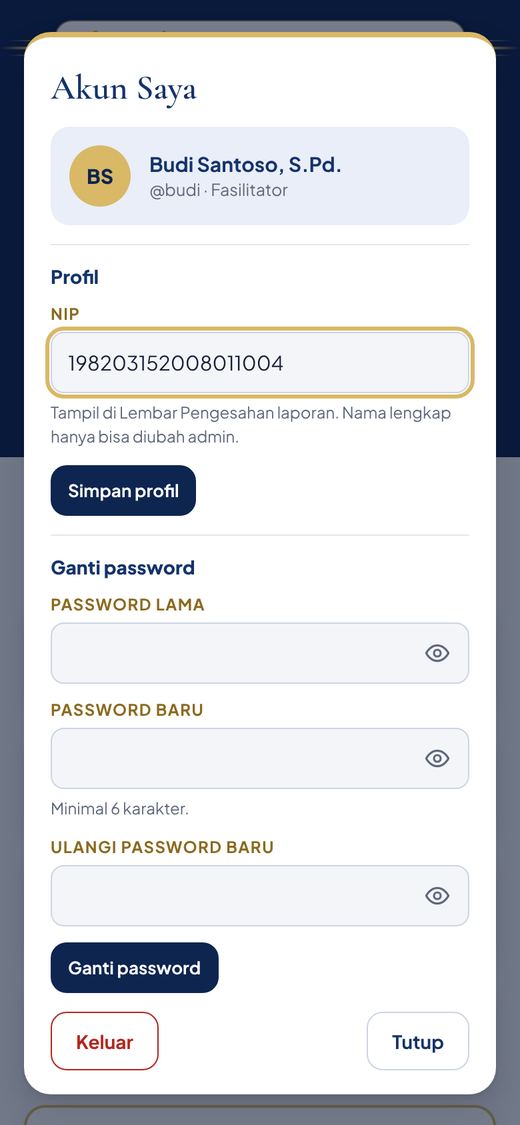 Akun Saya
BS
Budi Santoso, S.Pd.
@budi · Fasilitator
Profil
NIP
198203152008011004
Tampil di Lembar Pengesahan laporan. Nama lengkap
hanya bisa diubah admin.
Simpan profil
Ganti password
PASSWORD LAMA
PASSWORD BARU
Minimal 6 karakter.
ULANGI PASSWORD BARU
Ganti password
Keluar
Tutup